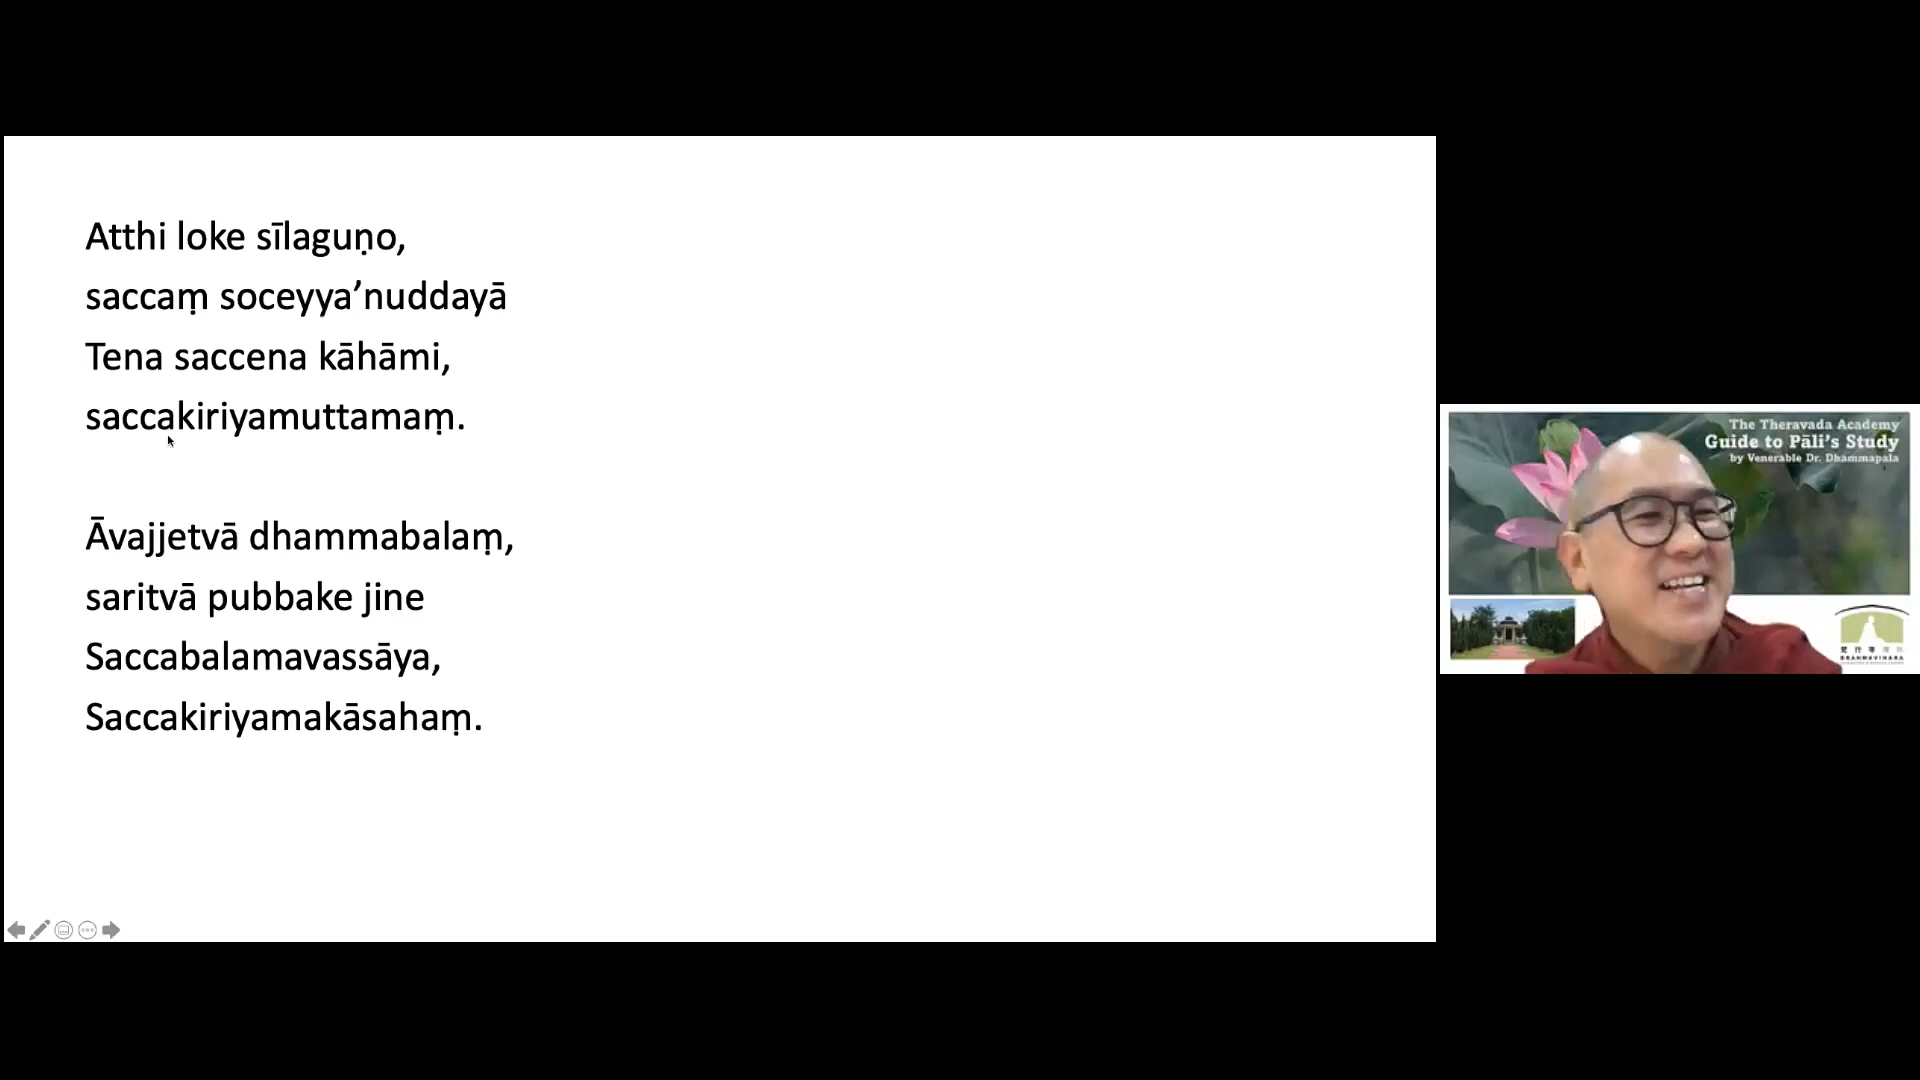 Atthi loke sīlaguṇo,
saccaṃ soceyya’nuddayā
Tena saccena kāhāmi,
saccakiriyamuttamaṃ.
Āvajjetvā dhammabalaṃ,
saritvā pubbake jine
Saccabalamavassāya,
Saccakiriyamakāsahaṃ.
The Theravada Academy
Guide to Pāli’s Study
by Venerable Dr. Dhammapala
BRAHMAVIHARA